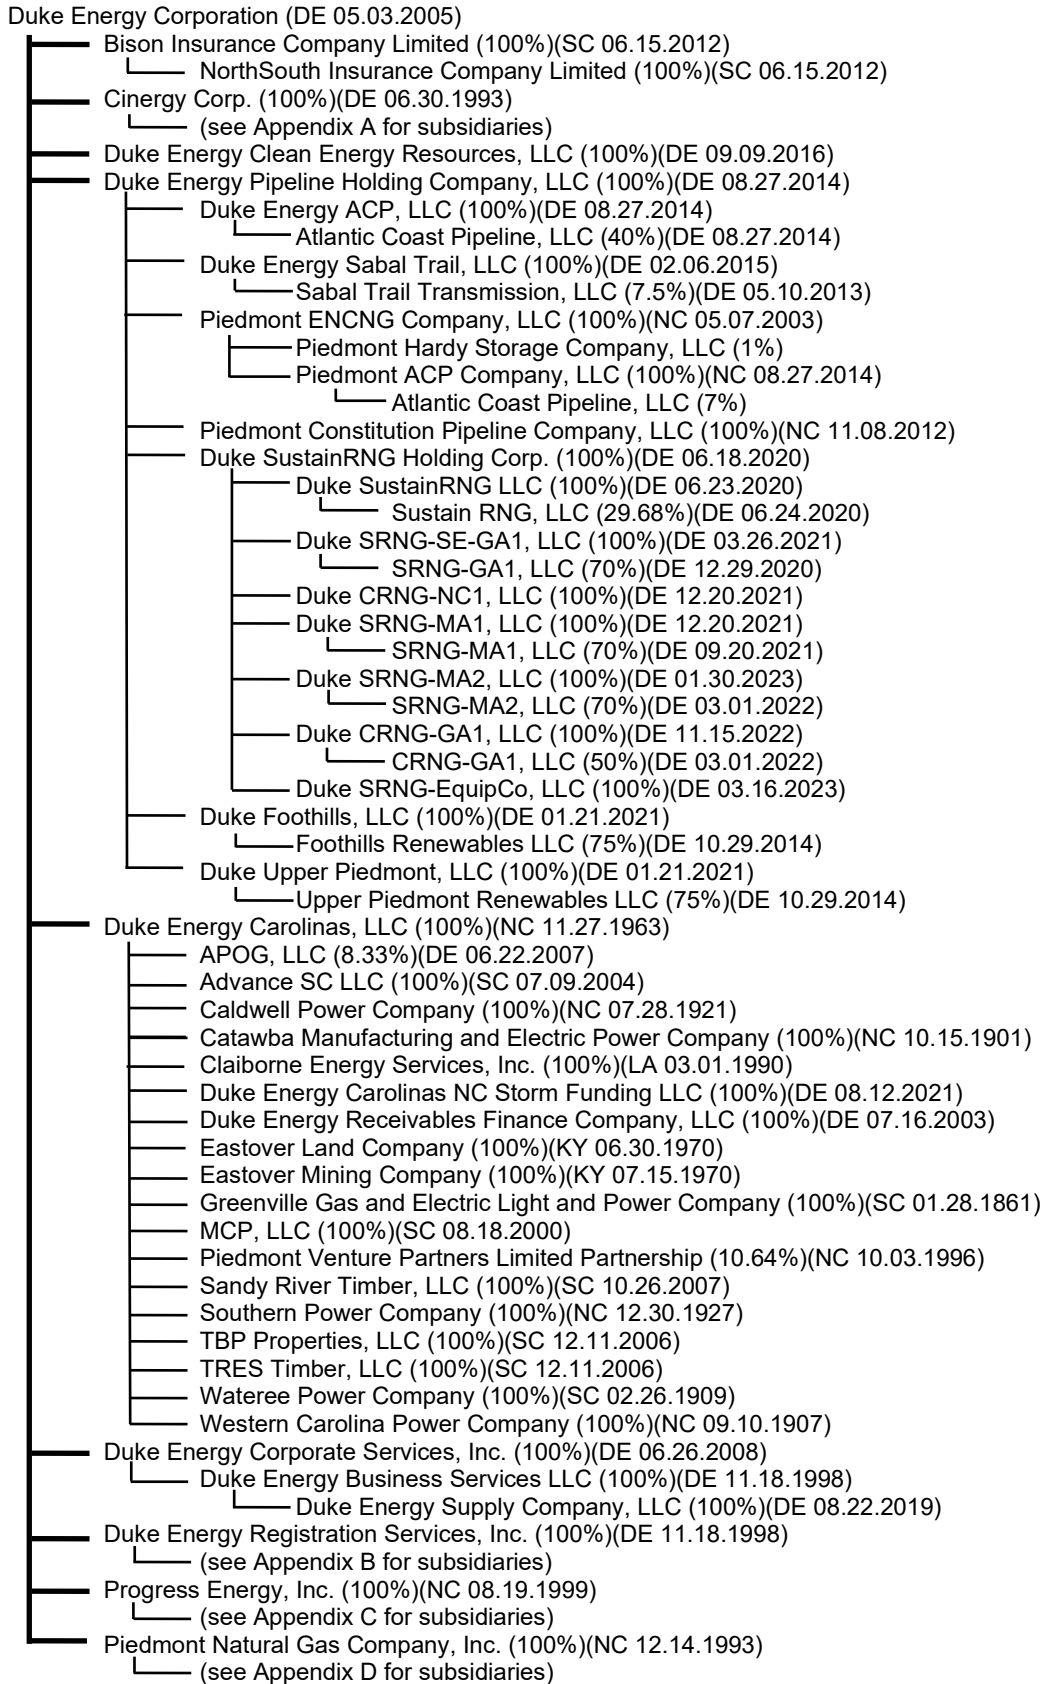 Duke Energy Corporation (DE 05.03.2005)
Bison Insurance Company Limited (100%)(SC 06.15.2012)
NorthSouth Insurance Company Limited (100%)(SC 06.15.2012)
Cinergy Corp. (100%)(DE 06.30.1993)
(see Appendix A for subsidiaries)
Duke Energy Clean Energy Resources, LLC (100%)(DE 09.09.2016)
Duke Energy Pipeline Holding Company, LLC (100%)(DE 08.27.2014)
Duke Energy ACP, LLC (100%)(DE 08.27.2014)
Atlantic Coast Pipeline, LLC (40%)(DE 08.27.2014)
Duke Energy Sabal Trail, LLC (100%)(DE 02.06.2015)
Sabal Trail Transmission, LLC (7.5%)(DE 05.10.2013)
Piedmont ENCNG Company, LLC (100%)(NC 05.07.2003)
Piedmont Hardy Storage Company, LLC (1%)
Piedmont ACP Company, LLC (100%)(NC 08.27.2014)
Atlantic Coast Pipeline, LLC (7%)
Piedmont Constitution Pipeline Company, LLC (100%)(NC 11.08.2012)
Duke SustainRNG Holding Corp. (100%)(DE 06.18.2020)
Duke SustainRNG LLC (100%)(DE 06.23.2020)
Sustain RNG, LLC (29.68%)(DE 06.24.2020)
Duke SRNG-SE-GA1, LLC (100%)(DE 03.26.2021)
SRNG-GA1, LLC (70%)(DE 12.29.2020)
Duke CRNG-NC1, LLC (100%)(DE 12.20.2021)
Duke SRNG-MA1, LLC (100%)(DE 12.20.2021)
SRNG-MA1, LLC (70%)(DE 09.20.2021)
Duke SRNG-MA2, LLC (100%)(DE 01.30.2023)
SRNG-MA2, LLC (70%)(DE 03.01.2022)
Duke CRNG-GA1, LLC (100%)(DE 11.15.2022)
CRNG-GA1, LLC (50%)(DE 03.01.2022)
Duke SRNG-EquipCo, LLC (100%)(DE 03.16.2023)
Duke Foothills, LLC (100%)(DE 01.21.2021)
Foothills Renewables LLC (75%)(DE 10.29.2014)
Duke Upper Piedmont, LLC (100%)(DE 01.21.2021)
Upper Piedmont Renewables LLC (75%)(DE 10.29.2014)
Duke Energy Carolinas, LLC (100%)(NC 11.27.1963)
APOG, LLC (8.33%)(DE 06.22.2007)
Advance SC LLC (100%)(SC 07.09.2004)
Caldwell Power Company (100%)(NC 07.28.1921)
Catawba Manufacturing and Electric Power Company (100%)(NC 10.15.1901)
Claiborne Energy Services, Inc. (100%)(LA 03.01.1990)
Duke Energy Carolinas NC Storm Funding LLC (100%)(DE 08.12.2021)
Duke Energy Receivables Finance Company, LLC (100%)(DE 07.16.2003)
Eastover Land Company (100%)(KY 06.30.1970)
Eastover Mining Company (100%)(KY 07.15.1970)
Greenville Gas and Electric Light and Power Company (100%)(SC 01.28.1861)
MCP, LLC (100%)(SC 08.18.2000)
Piedmont Venture Partners Limited Partnership (10.64%)(NC 10.03.1996)
Sandy River Timber, LLC (100%)(SC 10.26.2007)
Southern Power Company (100%)(NC 12.30.1927)
TBP Properties, LLC (100%)(SC 12.11.2006)
TRES Timber, LLC (100%)(SC 12.11.2006)
Wateree Power Company (100%)(SC 02.26.1909)
Western Carolina Power Company (100%)(NC 09.10.1907)
Duke Energy Corporate Services, Inc. (100%)(DE 06.26.2008)
Duke Energy Business Services LLC (100%)(DE 11.18.1998)
Duke Energy Supply Company, LLC (100%)(DE 08.22.2019)
Duke Energy Registration Services, Inc. (100%)(DE 11.18.1998)
(see Appendix B for subsidiaries)
Progress Energy, Inc. (100%)(NC 08.19.1999)
(see Appendix C for subsidiaries)
Piedmont Natural Gas Company, Inc. (100%)(NC 12.14.1993)
(see Appendix D for subsidiaries)